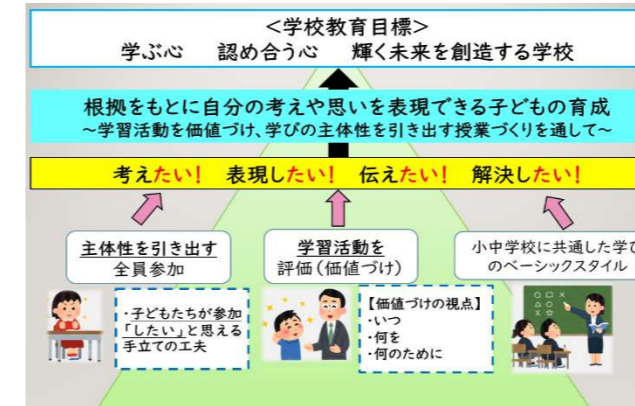 ＜学校教育目標＞
学ぶ心　認め合う心　輝く未来を創造する学校
根拠をもとに自分の考えや思いを表現できる子どもの育成
～学習活動を価値づけ、学びの主体性を引き出す授業づくりを通して～
考えたい！　表現したい！　伝えたい！　解決したい！
主体性を引き出す
全員参加
学習活動を
評価（価値づけ）
小中学校に共通した学び
のベーシックスタイル
・子どもたちが参加
「したい」と思える
手立ての工夫
【価値づけの視点】
・いつ
・何を
・何のために